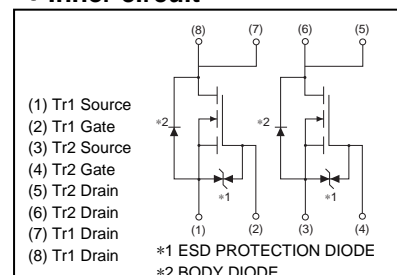 Inner circuit
(8) (7) (6) (5)
(1) Tr1 Source
(2) Tr1 Gate
(3) Tr2 Source
(4) Tr2 Gate
(5) Tr2 Drain
(6) Tr2 Drain
(7) Tr1 Drain
(8) Tr1 Drain
∗2 ∗2
∗1 ∗1
(1) (2) (3) (4)
∗1 ESD PROTECTION DIODE
∗2 BODY DIODE